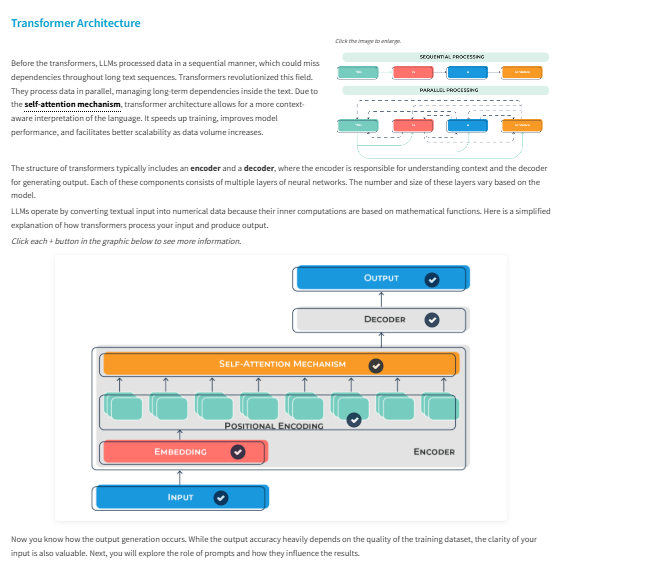 Transformer Architecture
Click the image to enlarge.
SEQUENTIAL PROCESSING
PARALLEL PROCESSING
Before the transformers, LLMs processed data in a sequential manner, which could miss
dependencies throughout long text sequences. Transformers revolutionized this field.
They process data in parallel, managing long-term dependencies inside the text. Due to
the self-attention mechanism, transformer architecture allows for a more context-
aware interpretation of the language. It speeds up training, improves model
performance, and facilitates better scalability as data volume increases.
The structure of transformers typically includes an encoder and a decoder, where the encoder is responsible for understanding context and the decoder
for generating output. Each of these components consists of multiple layers of neural networks. The number and size of these layers vary based on the
model.
LLMs operate by converting textual input into numerical data because their inner computations are based on mathematical functions. Here is a simplified
explanation of how transformers process your input and produce output.
Click each + button in the graphic below to see more information.
OUTPUT
DECODER
SELF-ATTENTION MECHANISM
POSITIONAL ENCODING
EMBEDDING
ENCODER
INPUT
Now you know how the output generation occurs. While the output accuracy heavily depends on the quality of the training dataset, the clarity of your
input is also valuable. Next, you will explore the role of prompts and how they influence the results.